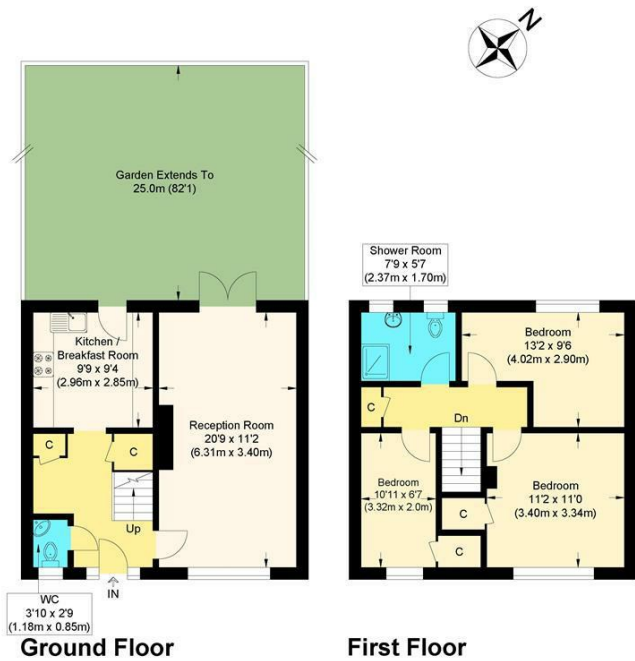 N
Garden Extends To
25.0m (82'1)
Kitchen /
Breakfast Room
9'9 x 9'4
(2.96m x 2.85m)
Reception Room
20'9 x 11'2
(6.31m x 3.40m)
C
C
Up
IN
WC
3'10 x 2'9
(1.18m x 0.85m)
Ground Floor
Shower Room
7'9 x 5'7
(2.37m x 1.70m)
Bedroom
13'2 x 9'6
(4.02m x 2.90m)
C
Dn
Bedroom
10'11 x 6'7
(3.32m x 2.0m)
Bedroom
11'2 x 11'0
(3.40m x 3.34m)
C
C
First Floor